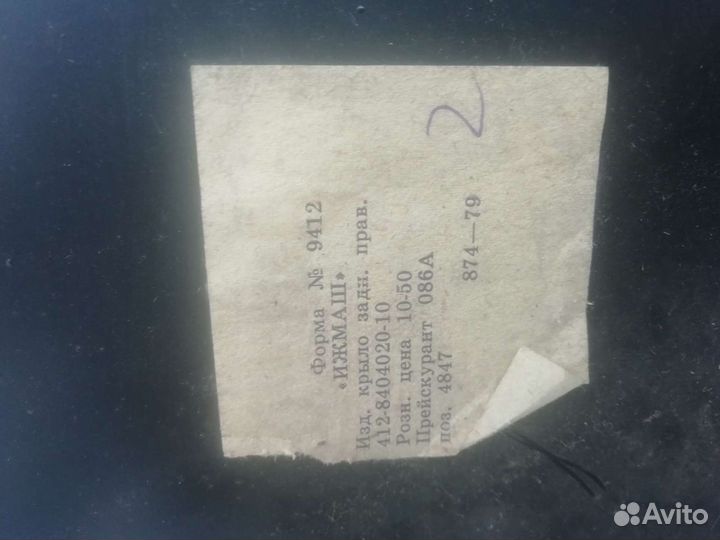 Форма № 9412
«ИЖМАШ»
Изд. крыло задн. прав.
412-8404020-10
Розн. цена 10-50
Прейскурант 086А
поз. 4847
874—79
2
Avito